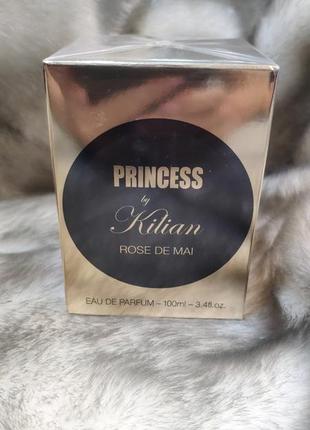 PRINCESS
by
Kilian
ROSE DE MAI
EAU DE PARFUM – 100ml – 3.4fl.oz.